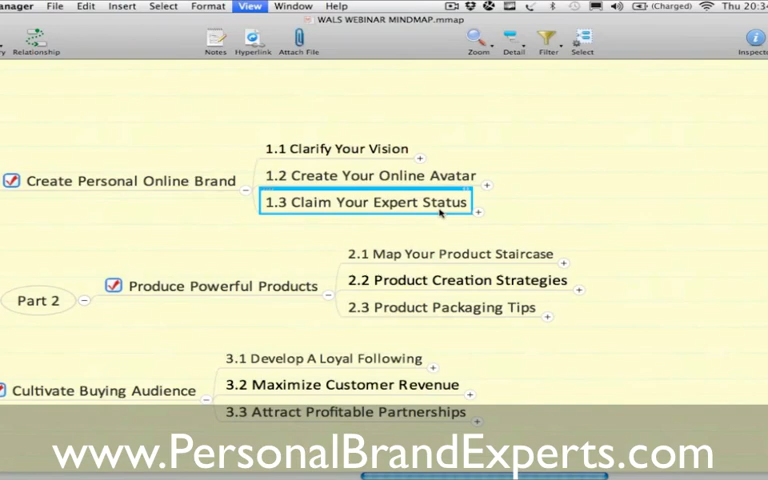 anager File Edit Insert Select Format View Window Help (Charged) Thu 20:34
WALS WEBINAR MINDMAP.mmap
ry Relationship Notes Hyperlink Attach File Zoom Detail Filter Select Inspecto
1.1 Clarify Your Vision
Create Personal Online Brand
1.2 Create Your Online Avatar
1.3 Claim Your Expert Status
2.1 Map Your Product Staircase
Part 2
Produce Powerful Products
2.2 Product Creation Strategies
2.3 Product Packaging Tips
3.1 Develop A Loyal Following
Cultivate Buying Audience
3.2 Maximize Customer Revenue
3.3 Attract Profitable Partnerships
www.PersonalBrandExperts.com